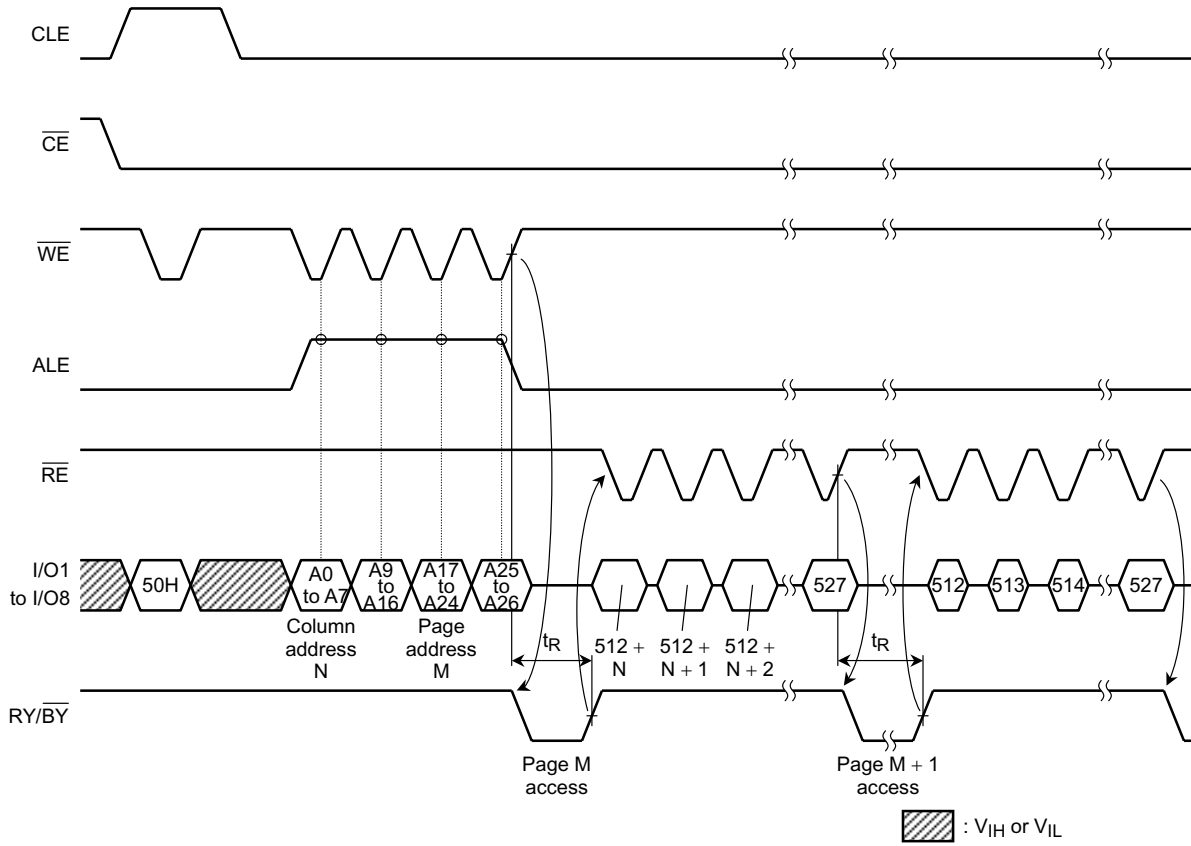 CLE
CE
WE
ALE
RE
I/O1
to I/O8
50H
A0
to A7
A9
to
A16
A17
to
A24
A25
to
A26
527
512
513
514
527
Column
address
N
Page
address
M
tR
512 +
N
512 +
N + 1
512 +
N + 2
tR
RY/BY
Page M
access
Page M + 1
access
: VIH or VIL